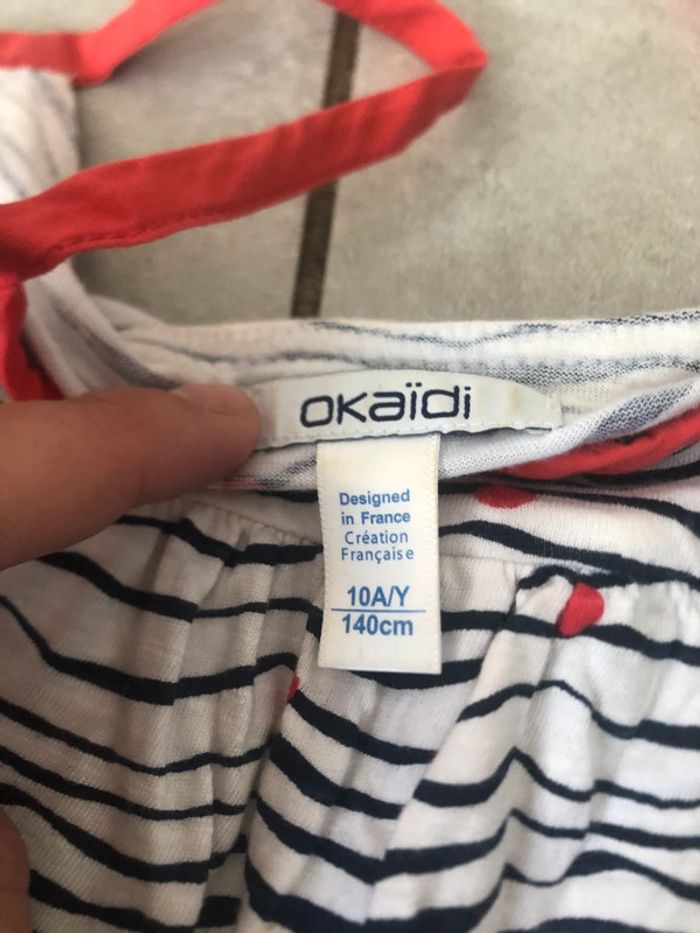 okaïdi
Designed
in France
Création
Française
10A/Y
140cm